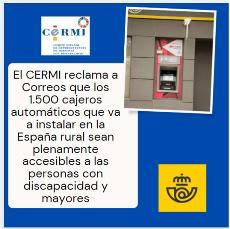 CERMI
El CERMI reclama a
Correos que los
1.500 cajeros
automáticos que va
a instalar en la
España rural sean
plenamente
accesibles a las
personas con
discapacidad y
mayores